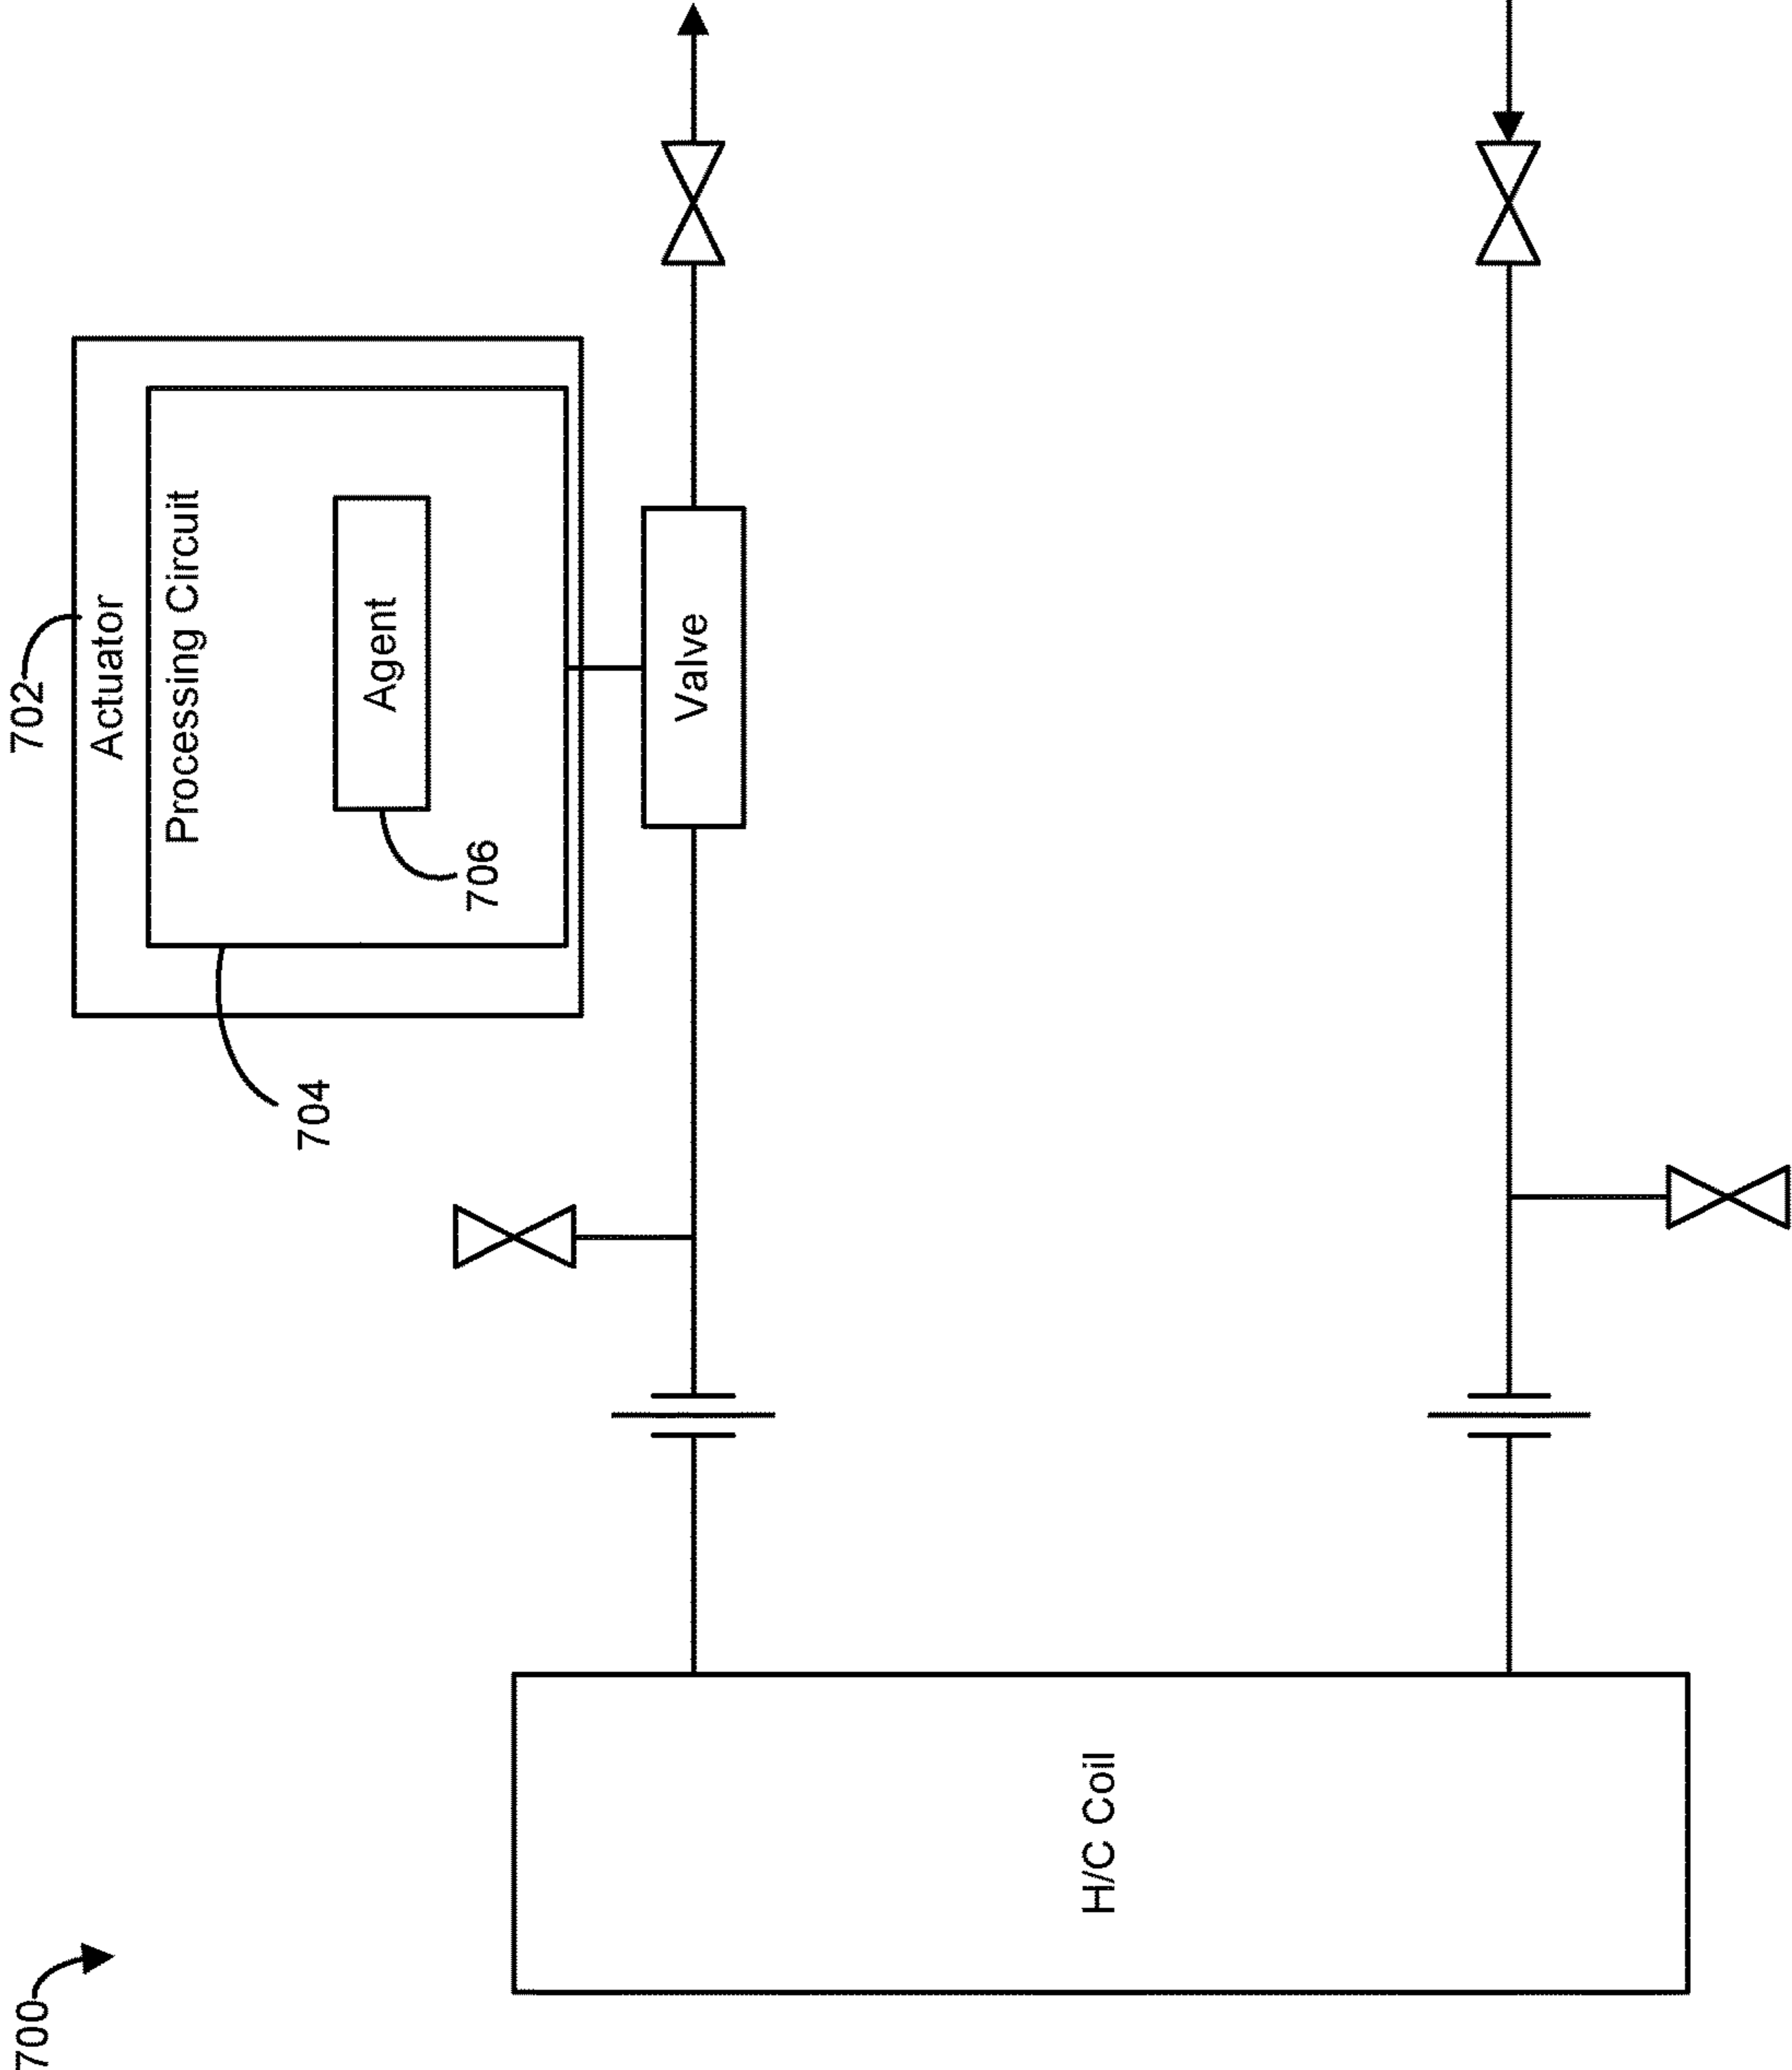 700
702
Actuator
Processing Circuit
Agent
706
704
Valve
H/C Coil